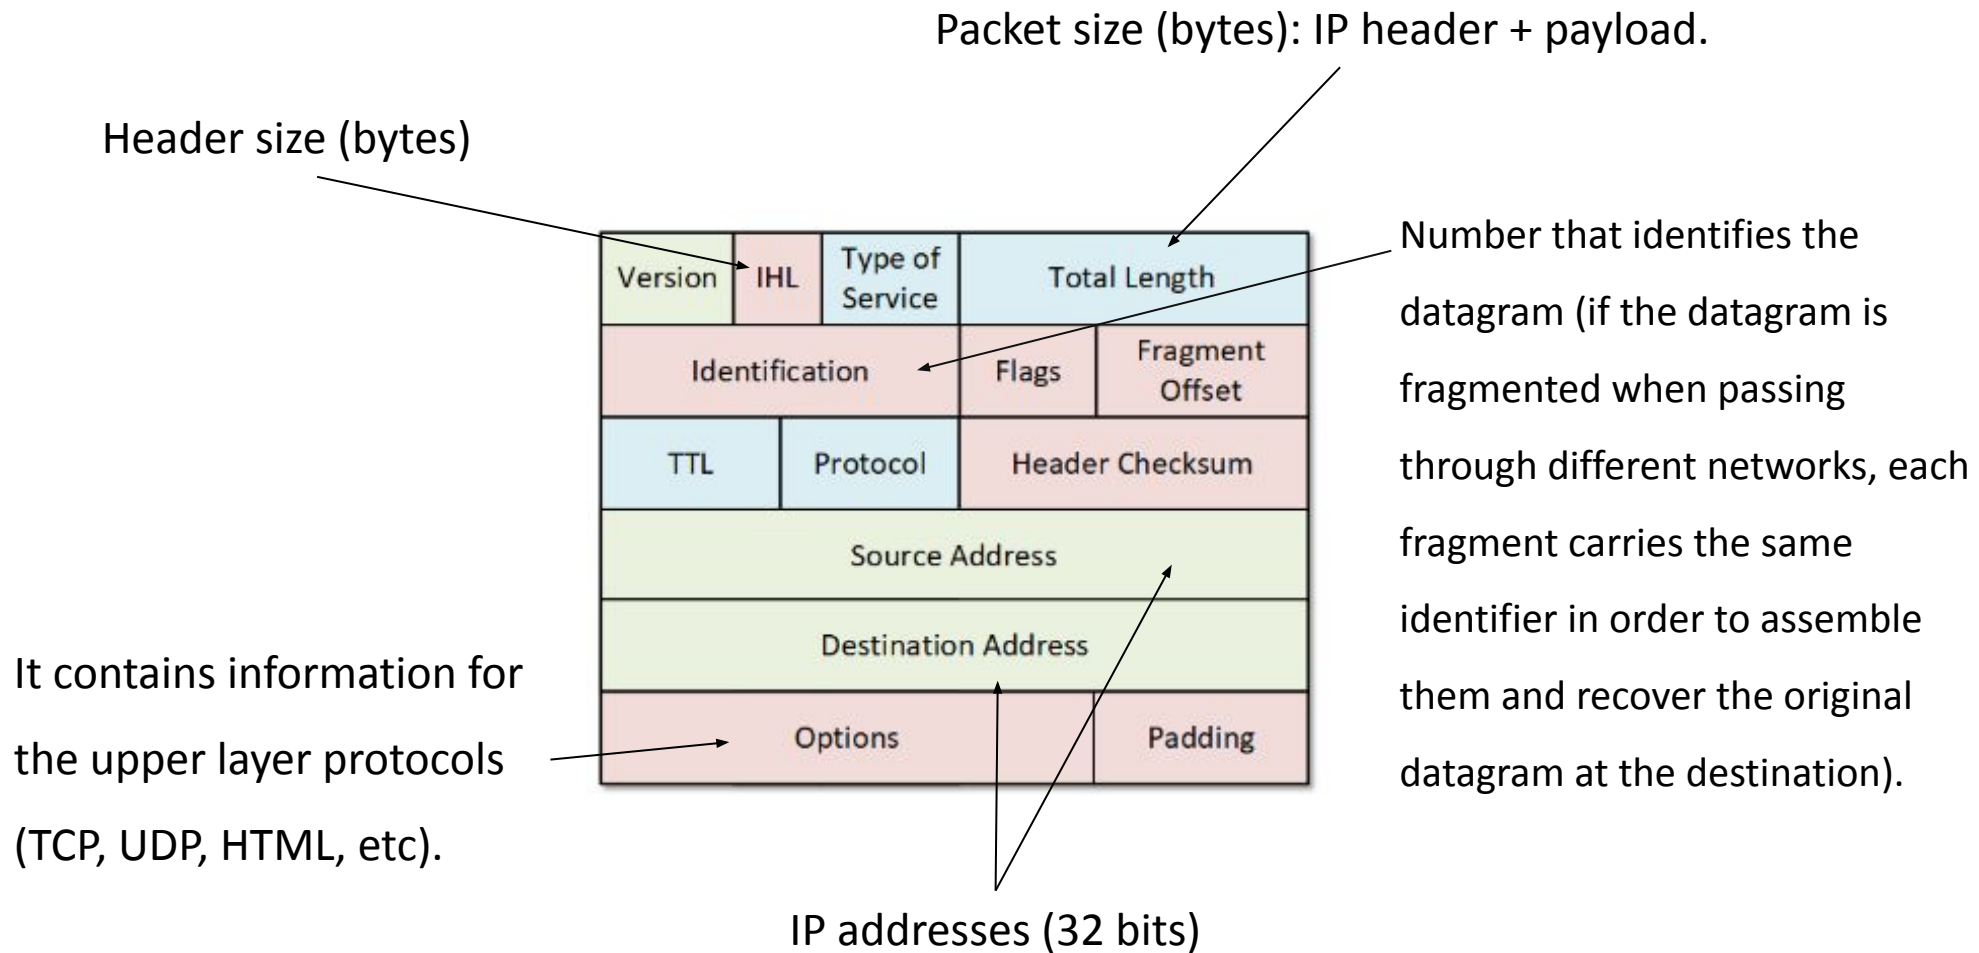 Packet size (bytes): IP header + payload.
Header size (bytes)
Version
IHL
Type of
Service
Total Length
Identification
Flags
Fragment
Offset
TTL
Protocol
Header Checksum
Source Address
Destination Address
Options
Padding
Number that identifies the
datagram (if the datagram is
fragmented when passing
through different networks, each
fragment carries the same
identifier in order to assemble
them and recover the original
datagram at the destination).
It contains information for
the upper layer protocols
(TCP, UDP, HTML, etc).
IP addresses (32 bits)